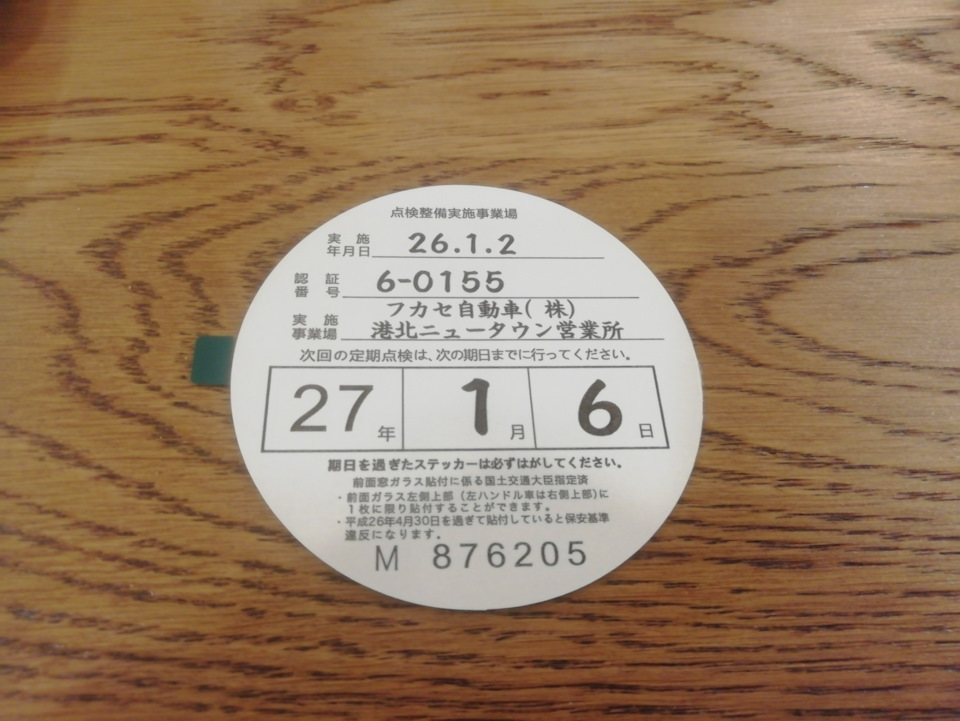 点検整備実施事業場
実施年月日 26.1.2
認証番号 6-0155
フカセ自動車(株)
実施事業場 港北ニュータウン営業所
次回の定期点検は、次の期日までに行ってください。
27年 1月 6日
期日を過ぎたステッカーは必ずはがしてください。
前面窓ガラス貼付に係る国土交通大臣指定済
・前面ガラス左側上部(左ハンドル車は右側上部)に
1枚に限り貼付することができます。
・平成26年4月30日を過ぎて貼付していると保安基準
違反になります。
M 876205